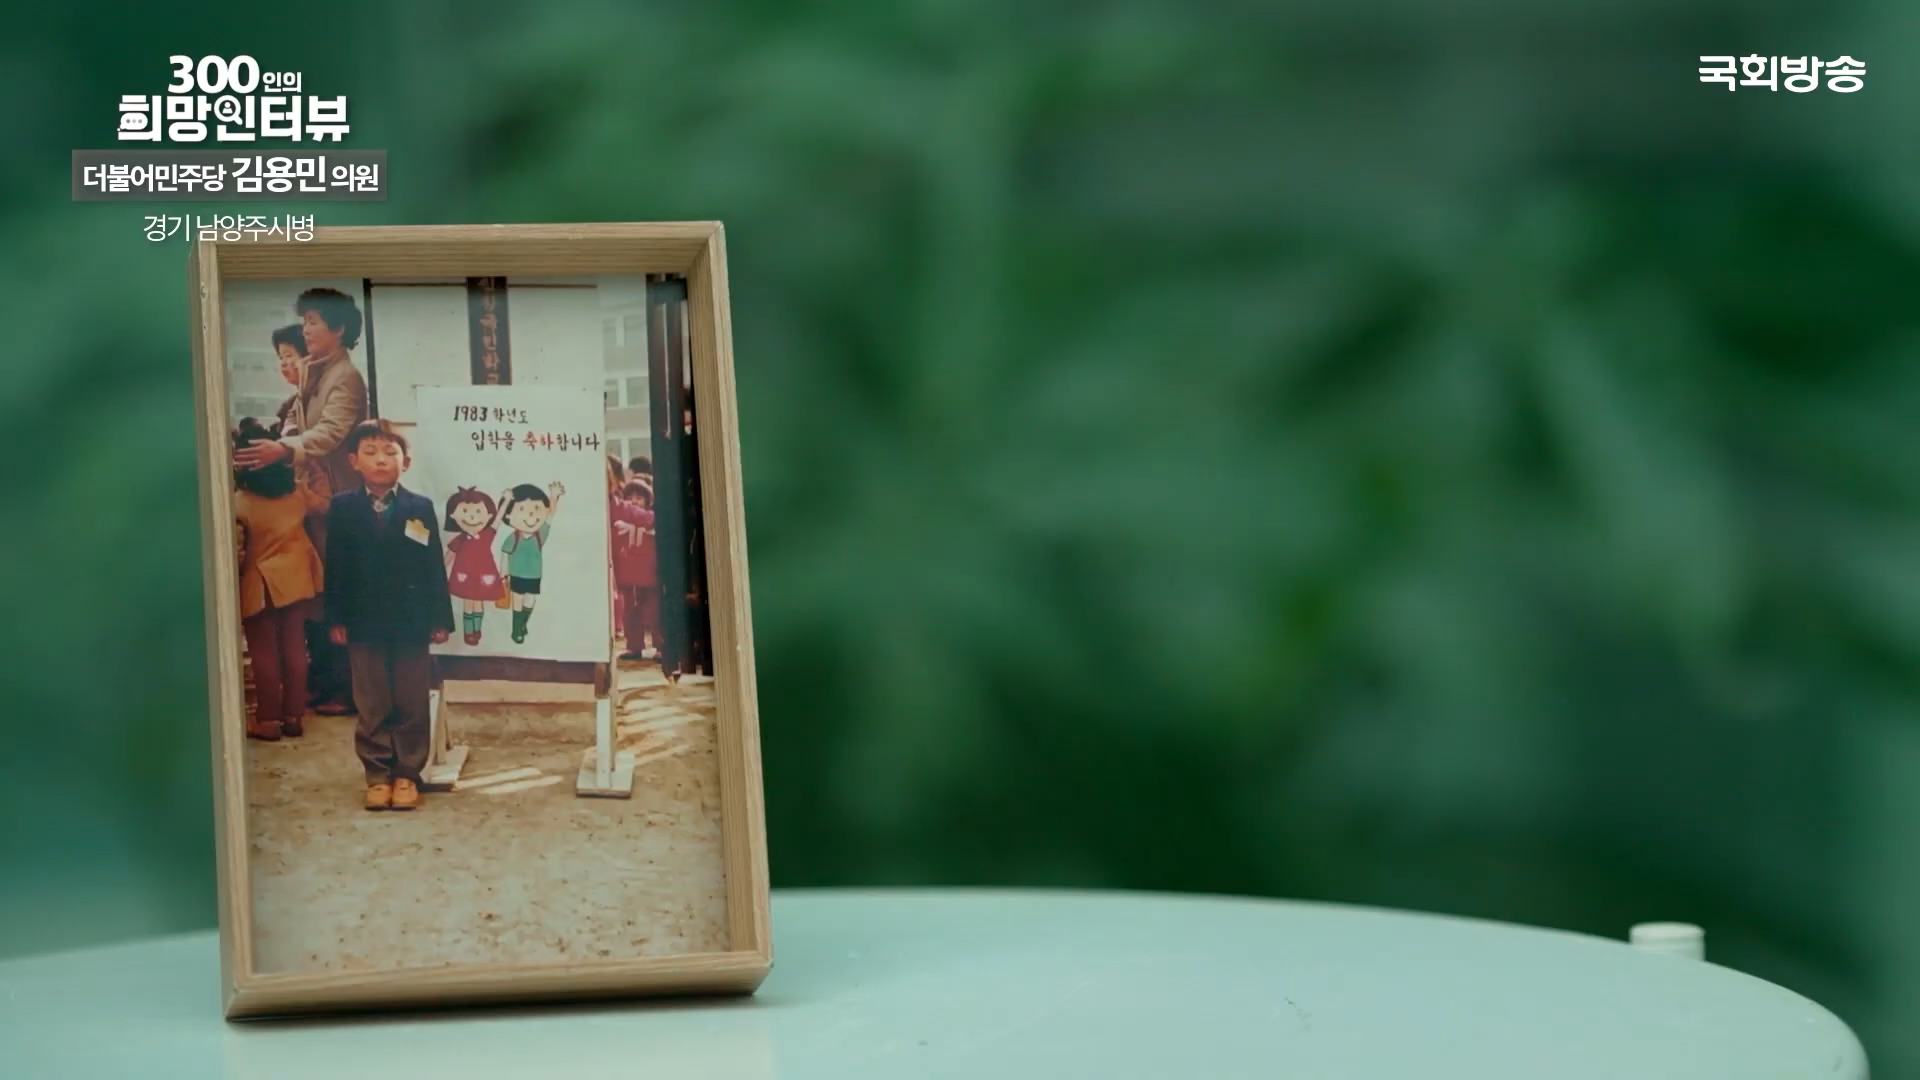 300인의
희망인터뷰
더불어민주당 김용민 의원
경기 남양주시병
국회방송
1983 학년도
입학을 축하합니다